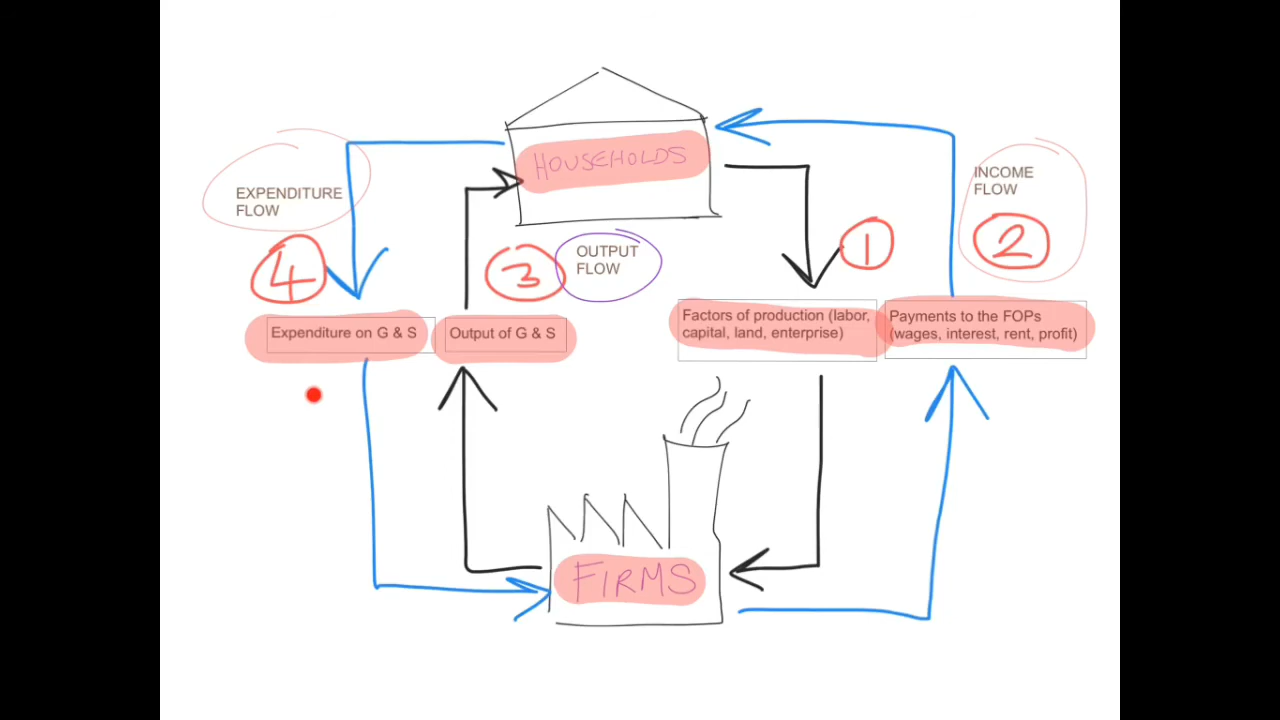 HOUSEHOLDS
EXPENDITURE
FLOW
INCOME
FLOW
4
3
OUTPUT
FLOW
1
2
Expenditure on G & S
Output of G & S
Factors of production (labor,
capital, land, enterprise)
Payments to the FOPs
(wages, interest, rent, profit)
FIRMS